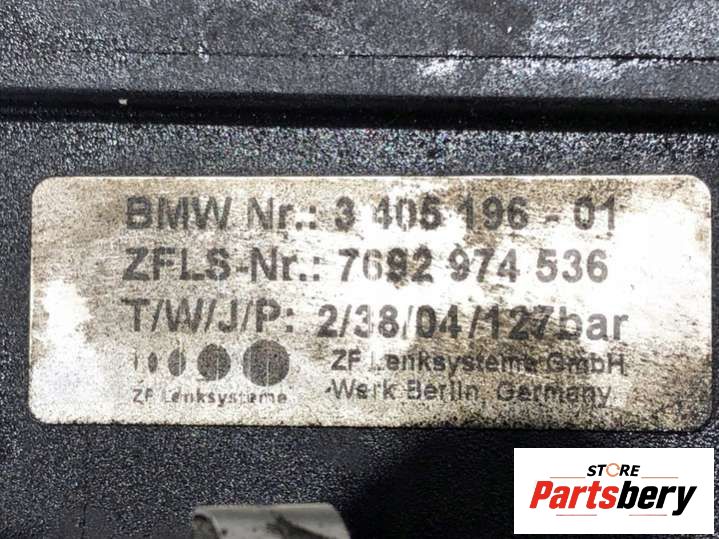 BMW Nr.: 3 405 196 - 01
ZFLS-Nr.: 7692 974 536
T/W/J/P: 2/38/04/127bar
ZF Lenksysteme GmbH
ZF Lenksysteme
Werk Berlin, Germany
STORE
Partsbery